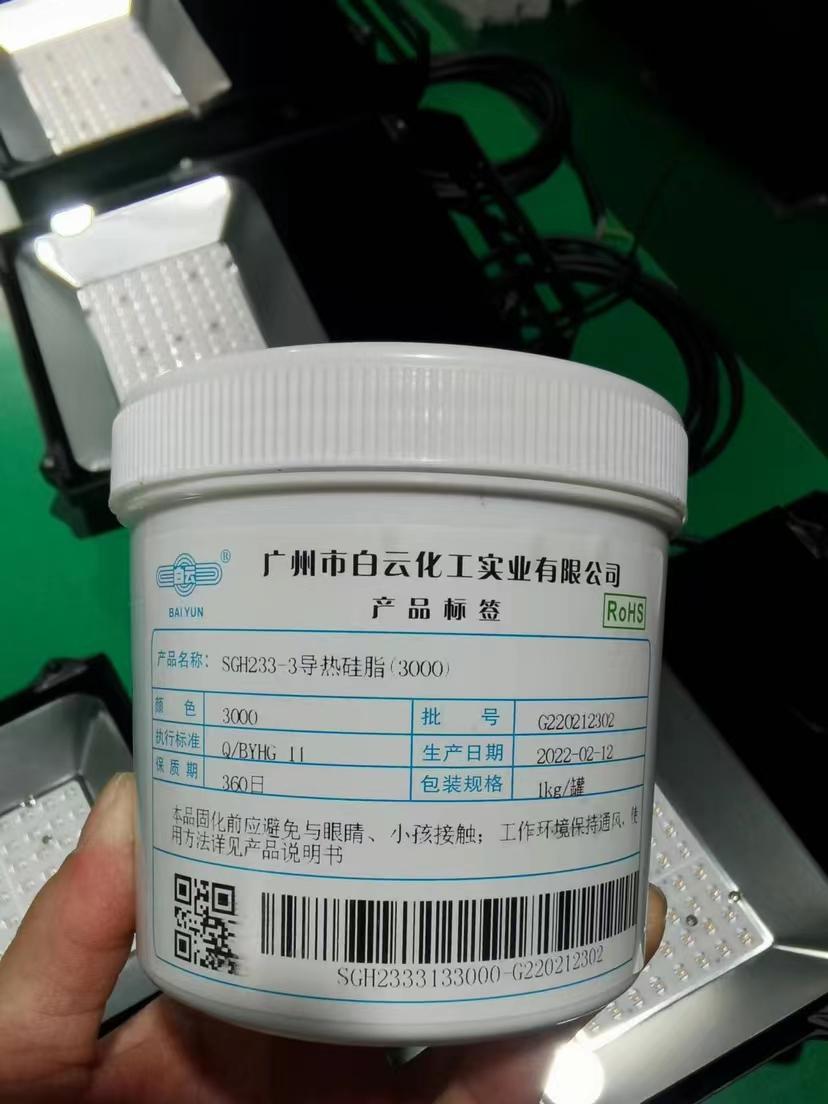 白云
®
BAIYUN
广州市白云化工实业有限公司
产品标签
RoHS
产品名称: SGH233-3导热硅脂(3000)
颜 色 3000 批 号 G220212302
执行标准 Q/BYHG 11 生产日期 2022-02-12
保质期 360日 包装规格 1kg/罐
本品固化前应避免与眼睛、小孩接触; 工作环境保持通风, 使
用方法详见产品说明书
SGH2333133000-G220212302